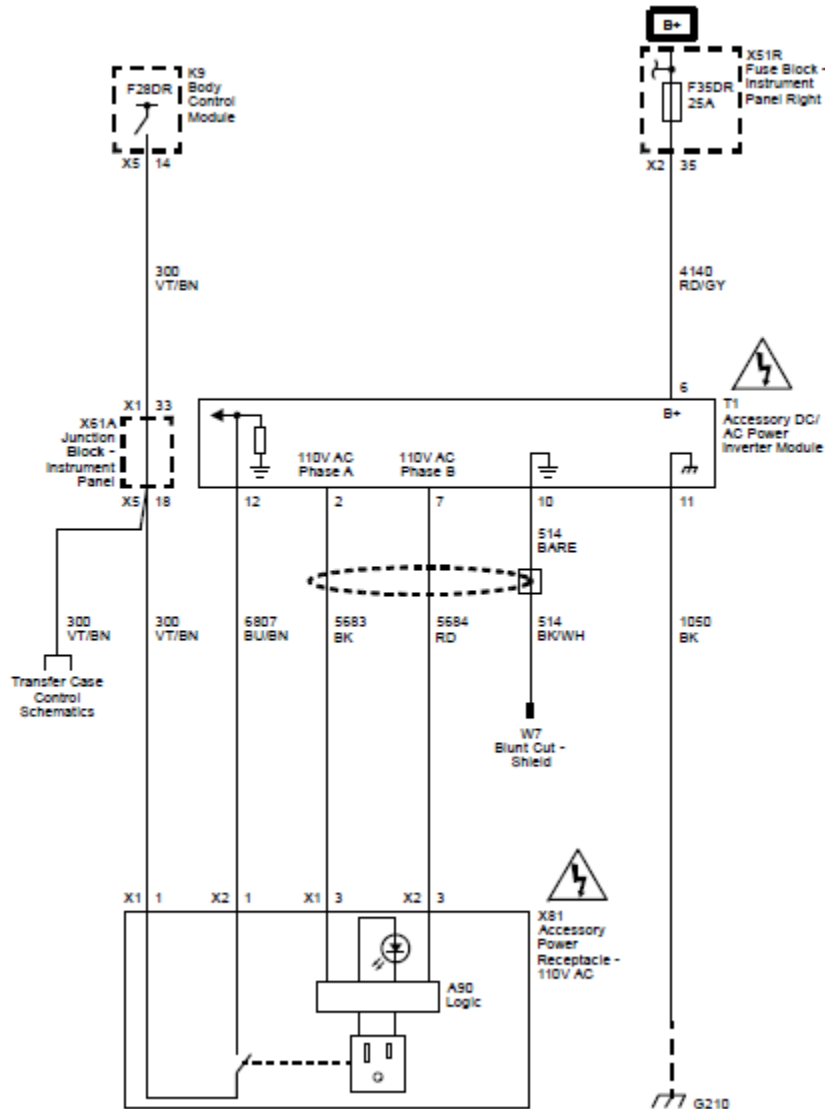 B+
X51R
Fuse Block -
Instrument
Panel Right
F35DR
25A
X2 35
K9
Body
Control
Module
F28DR
X5 14
300
VT/BN
4140
RD/GY
X1 33
X61A
Junction
Block -
Instrument
Panel
X5 18
6
B+
T1
Accessory DC/
AC Power
Inverter Module
110V AC
Phase A
110V AC
Phase B
12
2
7
10
11
514
BARE
300
VT/BN
300
VT/BN
6807
BU/BN
5683
BK
5684
RD
514
BK/WH
1050
BK
Transfer Case
Control
Schematics
W7
Blunt Cut -
Shield
X1 1
X2 1
X1 3
X2 3
X81
Accessory
Power
Receptacle -
110V AC
A90
Logic
G210